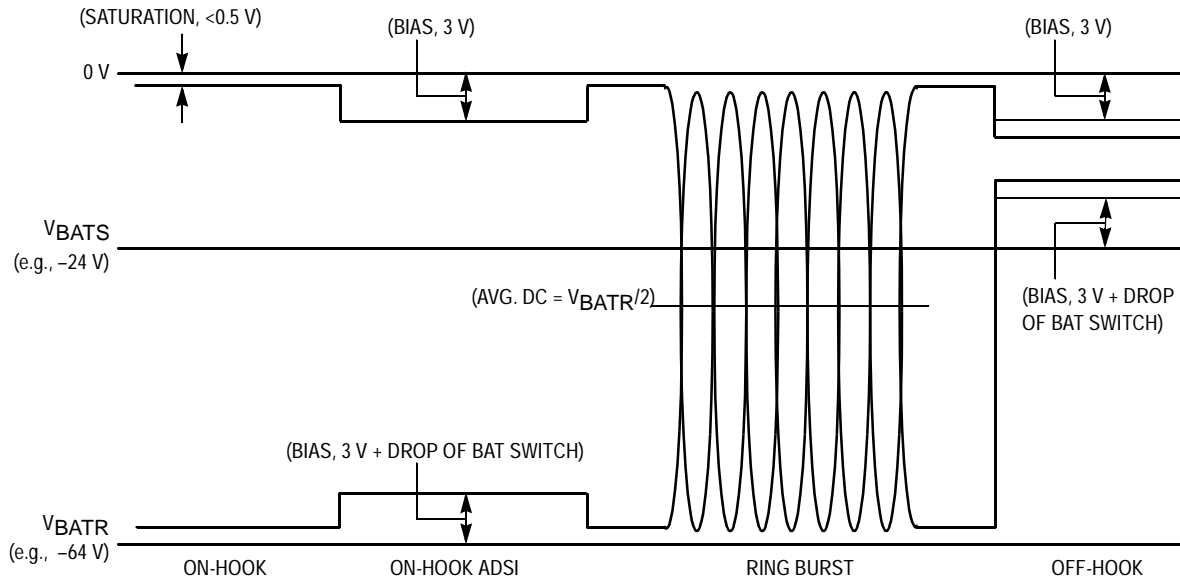 (SATURATION, <0.5 V)
(BIAS, 3 V)
(BIAS, 3 V)
0 V
VBATS
(e.g., –24 V)
(AVG. DC = VBATR/2)
(BIAS, 3 V + DROP
OF BAT SWITCH)
(BIAS, 3 V + DROP OF BAT SWITCH)
VBATR
(e.g., –64 V)
ON-HOOK
ON-HOOK ADSI
RING BURST
OFF-HOOK